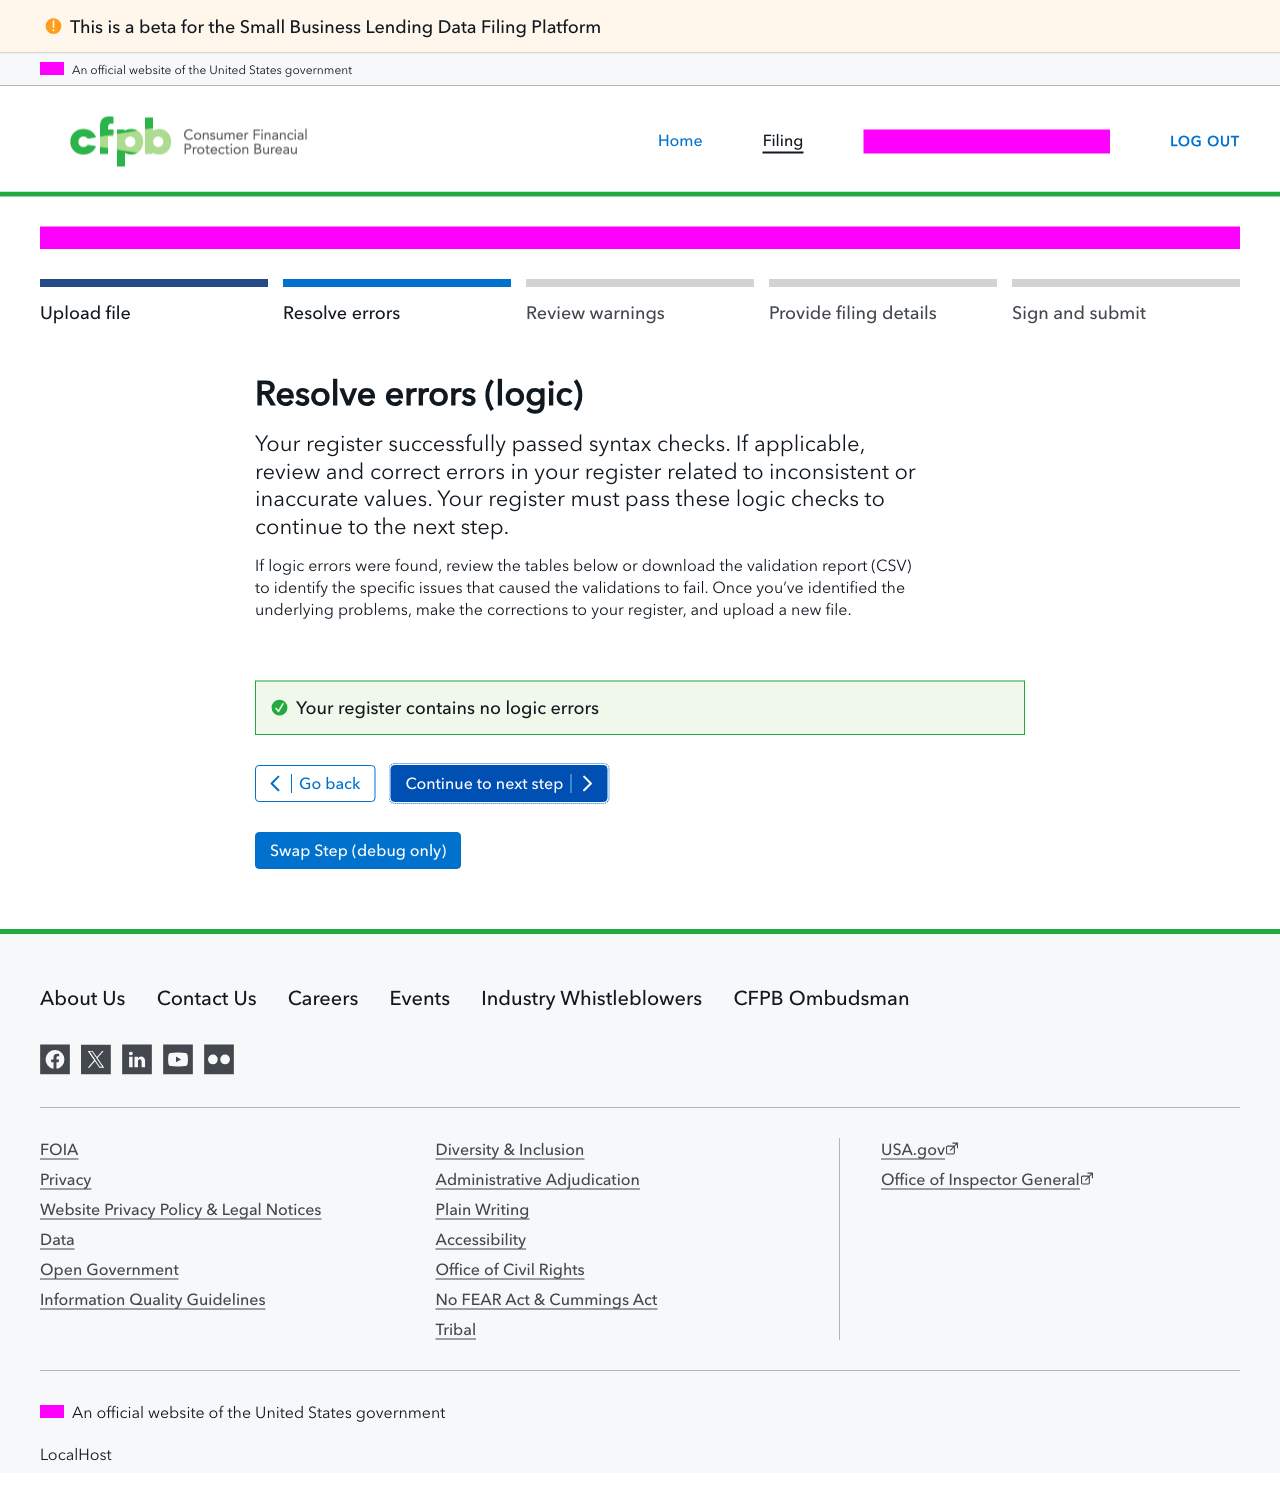 This is a beta for the Small Business Lending Data Filing Platform
An official website of the United States government
cfpb Consumer Financial
Protection Bureau
Home
Filing
LOG OUT
Upload file
Resolve errors
Review warnings
Provide filing details
Sign and submit
Resolve errors (logic)
Your register successfully passed syntax checks. If applicable,
review and correct errors in your register related to inconsistent or
inaccurate values. Your register must pass these logic checks to
continue to the next step.
If logic errors were found, review the tables below or download the validation report (CSV)
to identify the specific issues that caused the validations to fail. Once you’ve identified the
underlying problems, make the corrections to your register, and upload a new file.
Your register contains no logic errors
Go back
Continue to next step
Swap Step (debug only)
About Us
Contact Us
Careers
Events
Industry Whistleblowers
CFPB Ombudsman
FOIA
Privacy
Website Privacy Policy & Legal Notices
Data
Open Government
Information Quality Guidelines
Diversity & Inclusion
Administrative Adjudication
Plain Writing
Accessibility
Office of Civil Rights
No FEAR Act & Cummings Act
Tribal
USA.gov
Office of Inspector General
An official website of the United States government
LocalHost